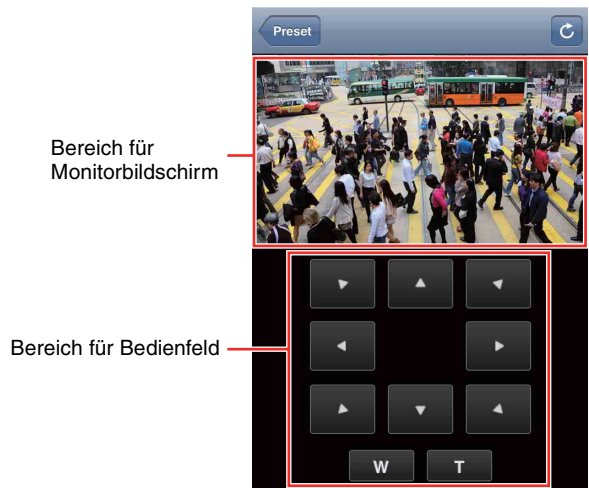 Preset
Bereich für
Monitorbildschirm
Bereich für Bedienfeld
W
T